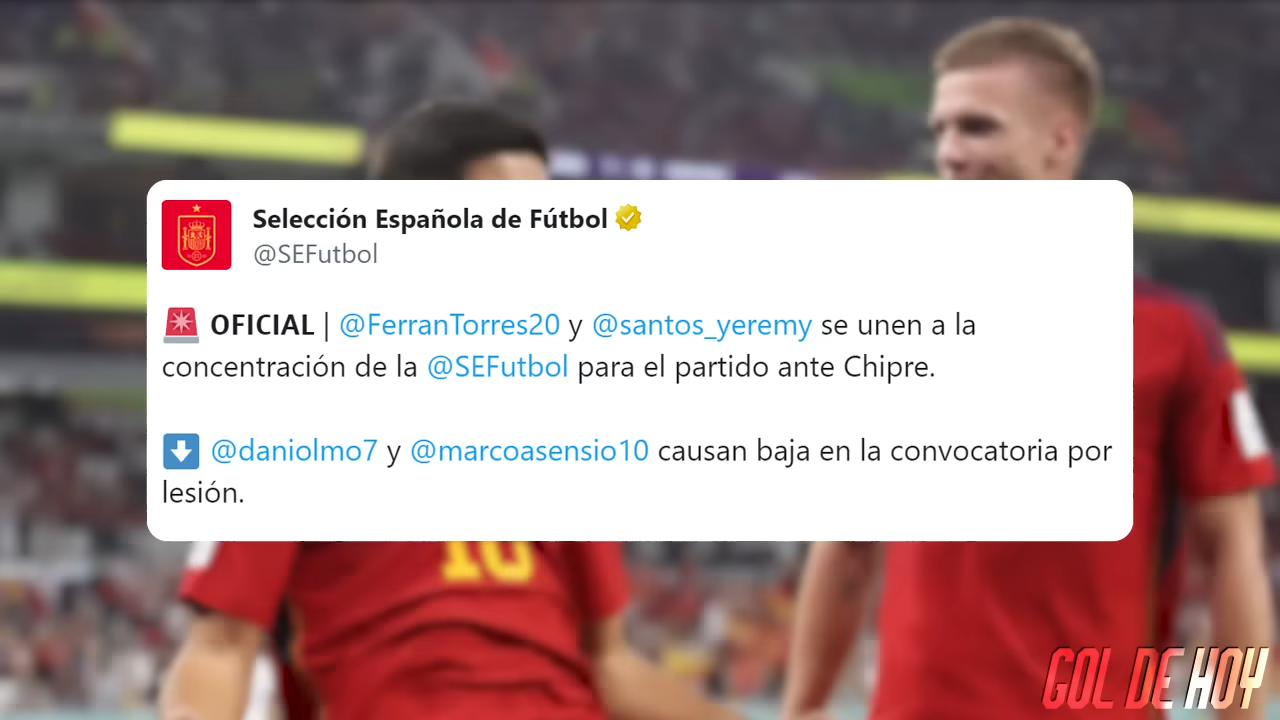 Selección Española de Fútbol
@SEFutbol
🚨 OFICIAL | @FerranTorres20 y @santos_yeremy se unen a la
concentración de la @SEFutbol para el partido ante Chipre.
⬇️ @daniolmo7 y @marcoasensio10 causan baja en la convocatoria por
lesión.
10
GOL DE HOY